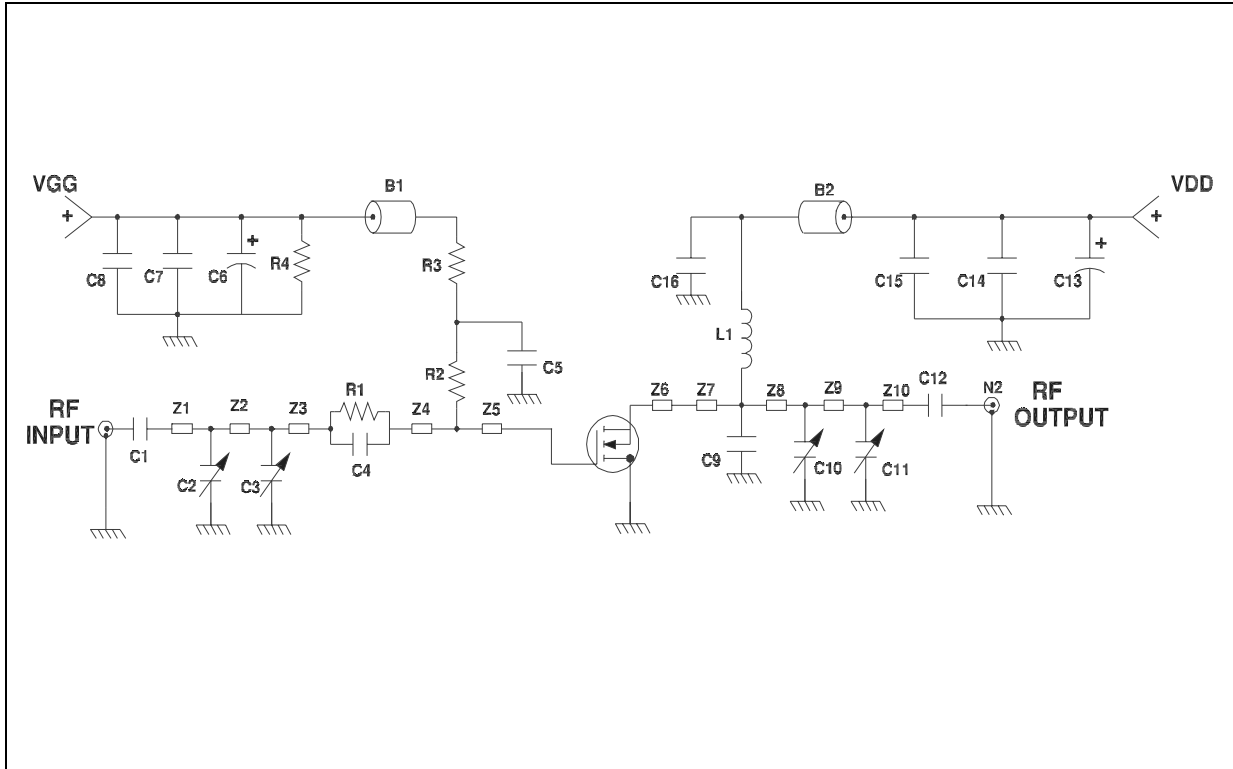 VGG
+
B1
B2
VDD
+
C8
C7
C6
+
R4
R3
C16
C15
C14
C13
+
L1
C5
R2
RF
INPUT
C1
Z1
Z2
Z3
R1
C4
Z4
Z5
C2
C3
Z6
Z7
Z8
Z9
Z10
C12
N2
RF
OUTPUT
C9
C10
C11